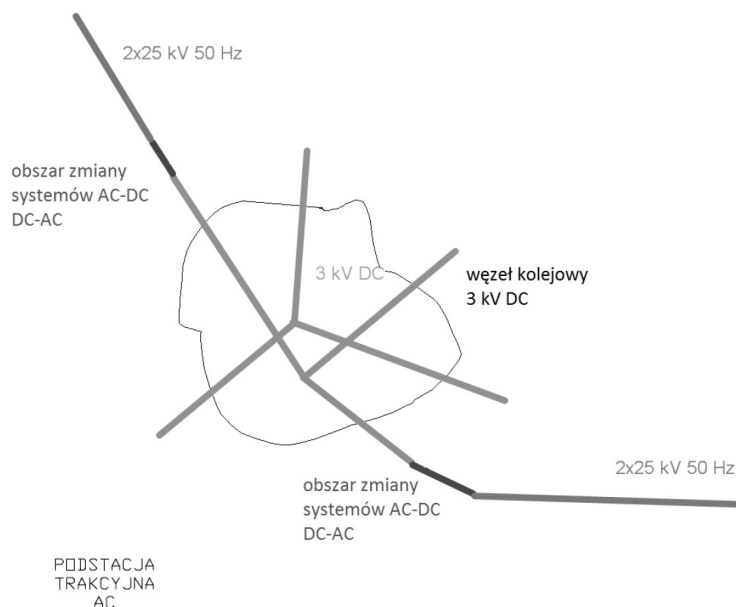 2x25 kV 50 Hz
obszar zmiany
systemów AC-DC
DC-AC
3 kV DC
węzeł kolejowy
3 kV DC
2x25 kV 50 Hz
obszar zmiany
systemów AC-DC
DC-AC
PODSTACJA
TRAKCYJNA
AC